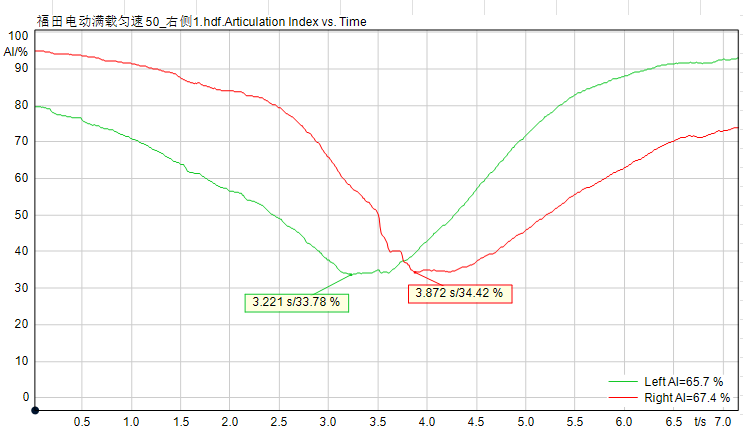 福田电动满载匀速50_右侧1.hdf.Articulation Index vs. Time
100
AI/%
90
80
70
60
50
40
30
20
10
0
3.221 s/33.78 %
3.872 s/34.42 %
Left AI=65.7 %
Right AI=67.4 %
0.5 1.0 1.5 2.0 2.5 3.0 3.5 4.0 4.5 5.0 5.5 6.0 6.5 t/s 7.0